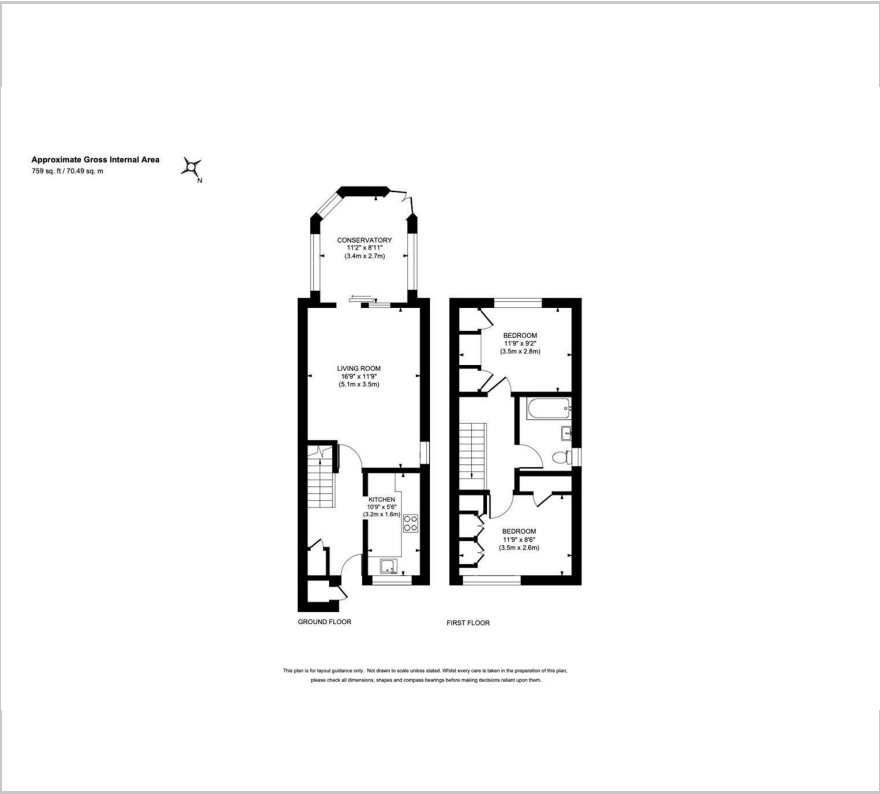 Approximate Gross Internal Area
759 sq. ft / 70.49 sq. m
N
CONSERVATORY
11'2" x 8'11"
(3.4m x 2.7m)
LIVING ROOM
16'9" x 11'9"
(5.1m x 3.5m)
KITCHEN
10'9" x 5'6"
(3.2m x 1.6m)
GROUND FLOOR
BEDROOM
11'9" x 9'2"
(3.5m x 2.8m)
BEDROOM
11'9" x 8'6"
(3.5m x 2.6m)
FIRST FLOOR
This plan is for layout guidance only. Not drawn to scale unless stated. Whilst every care is taken in the preparation of this plan,
please check all dimensions, shapes and compass bearings before making decisions reliant upon them.